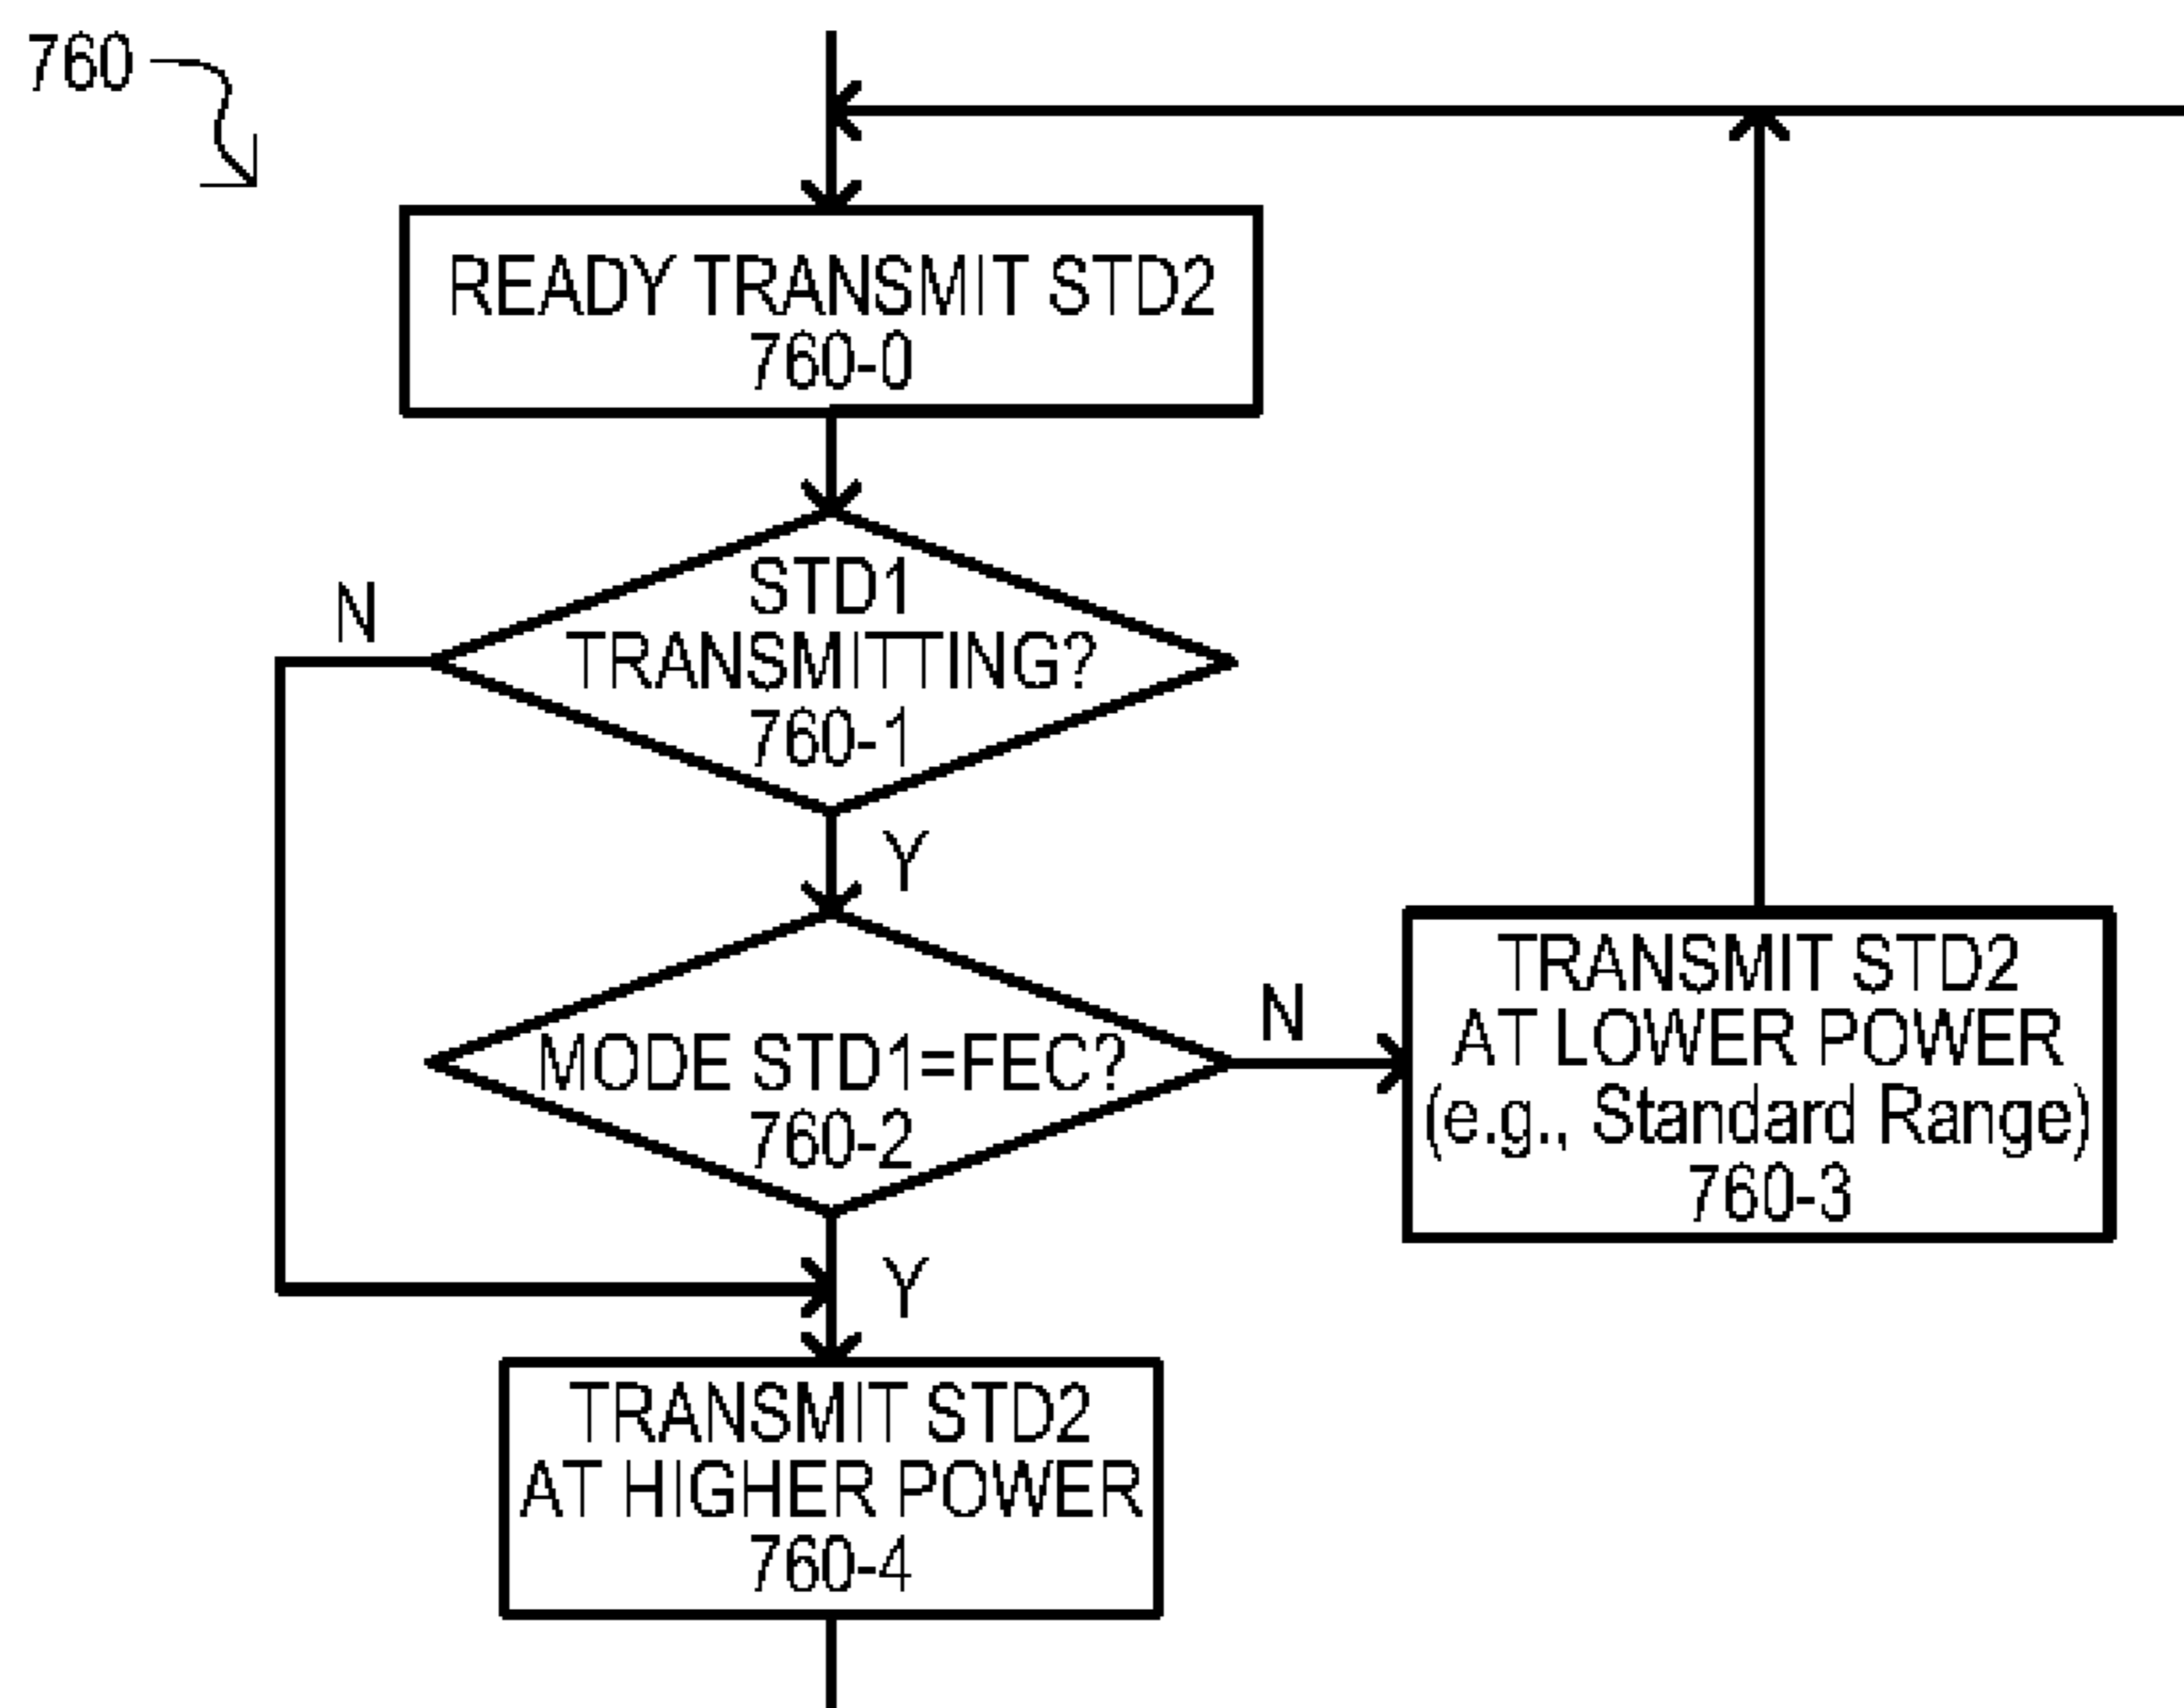 760
READY TRANSMIT STD2
760-0
STD1
TRANSMITTING?
760-1
N
Y
MODE STD1=FEC?
760-2
N
TRANSMIT STD2
AT LOWER POWER
(e.g., Standard Range)
760-3
Y
TRANSMIT STD2
AT HIGHER POWER
760-4